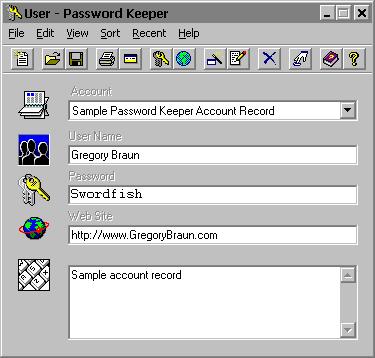 User - Password Keeper
File Edit View Sort Recent Help
Account
Sample Password Keeper Account Record
User Name
Gregory Braun
Password
Swordfish
Web Site
http://www.GregoryBraun.com
Sample account record